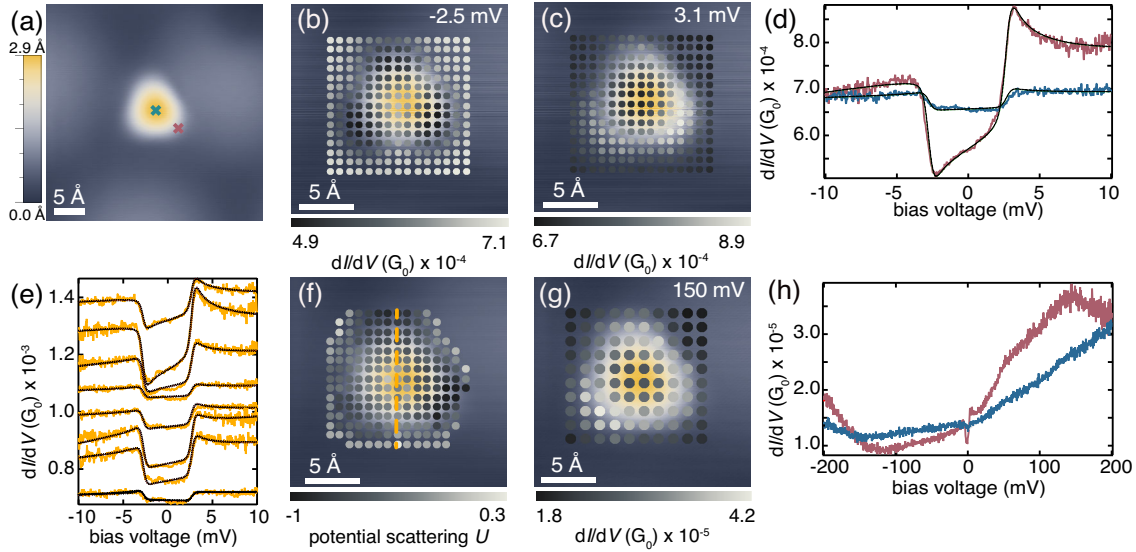 (a)
2.9 Å
0.0 Å
5 Å
(b)
-2.5 mV
5 Å
4.9
7.1
dI/dV (G₀) x 10⁻⁴
(c)
3.1 mV
5 Å
6.7
8.9
dI/dV (G₀) x 10⁻⁴
(d)
dI/dV (G₀) x 10⁻⁴
8.0
7.0
6.0
-10
-5
0
5
10
bias voltage (mV)
(e)
dI/dV (G₀) x 10⁻³
1.4
1.2
1.0
0.8
-10
-5
0
5
10
bias voltage (mV)
(f)
5 Å
-1
0.3
potential scattering U
(g)
150 mV
5 Å
1.8
4.2
dI/dV (G₀) x 10⁻⁵
(h)
dI/dV (G₀) x 10⁻⁵
3.0
2.0
1.0
-200
-100
0
100
200
bias voltage (mV)